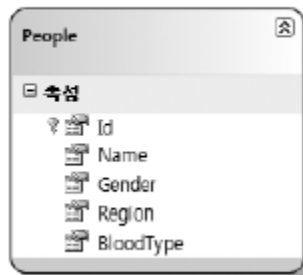 People
속성
Id
Name
Gender
Region
BloodType